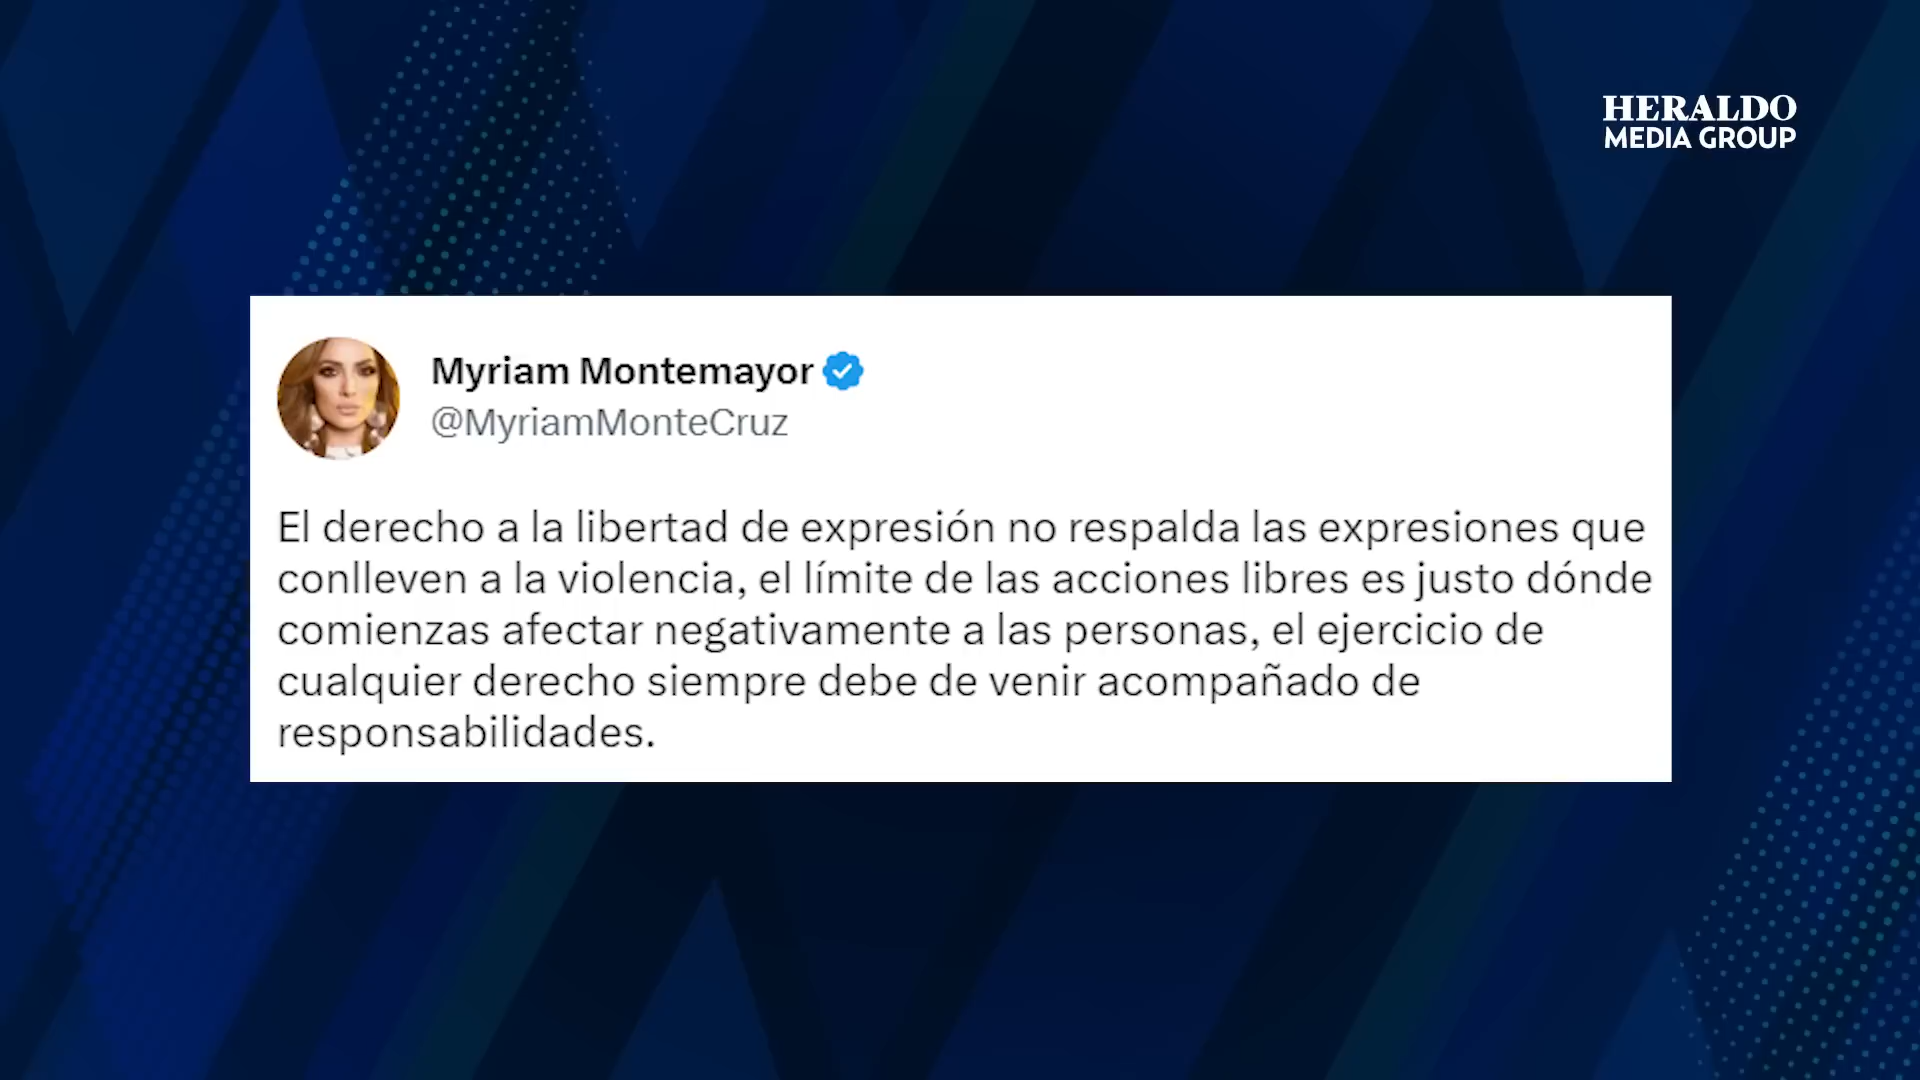 HERALDO
MEDIA GROUP
Myriam Montemayor
@MyriamMonteCruz
El derecho a la libertad de expresión no respalda las expresiones que
conlleven a la violencia, el límite de las acciones libres es justo dónde
comienzas afectar negativamente a las personas, el ejercicio de
cualquier derecho siempre debe de venir acompañado de
responsabilidades.